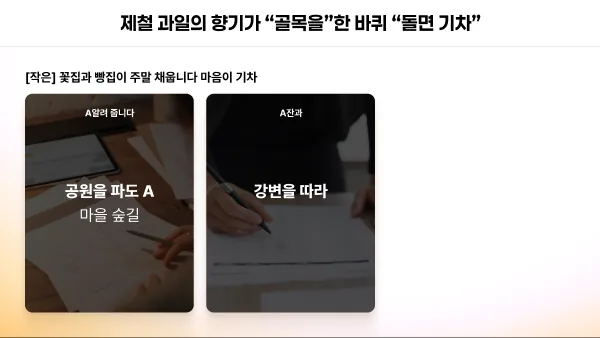 제철 과일의 향기가 “골목을”한 바퀴 “돌면 기차”
[작은] 꽃집과 빵집이 주말 채웁니다 마음이 기차
A알려 줍니다
공원을 파도 A
마을 숲길
A잔과
강변을 따라